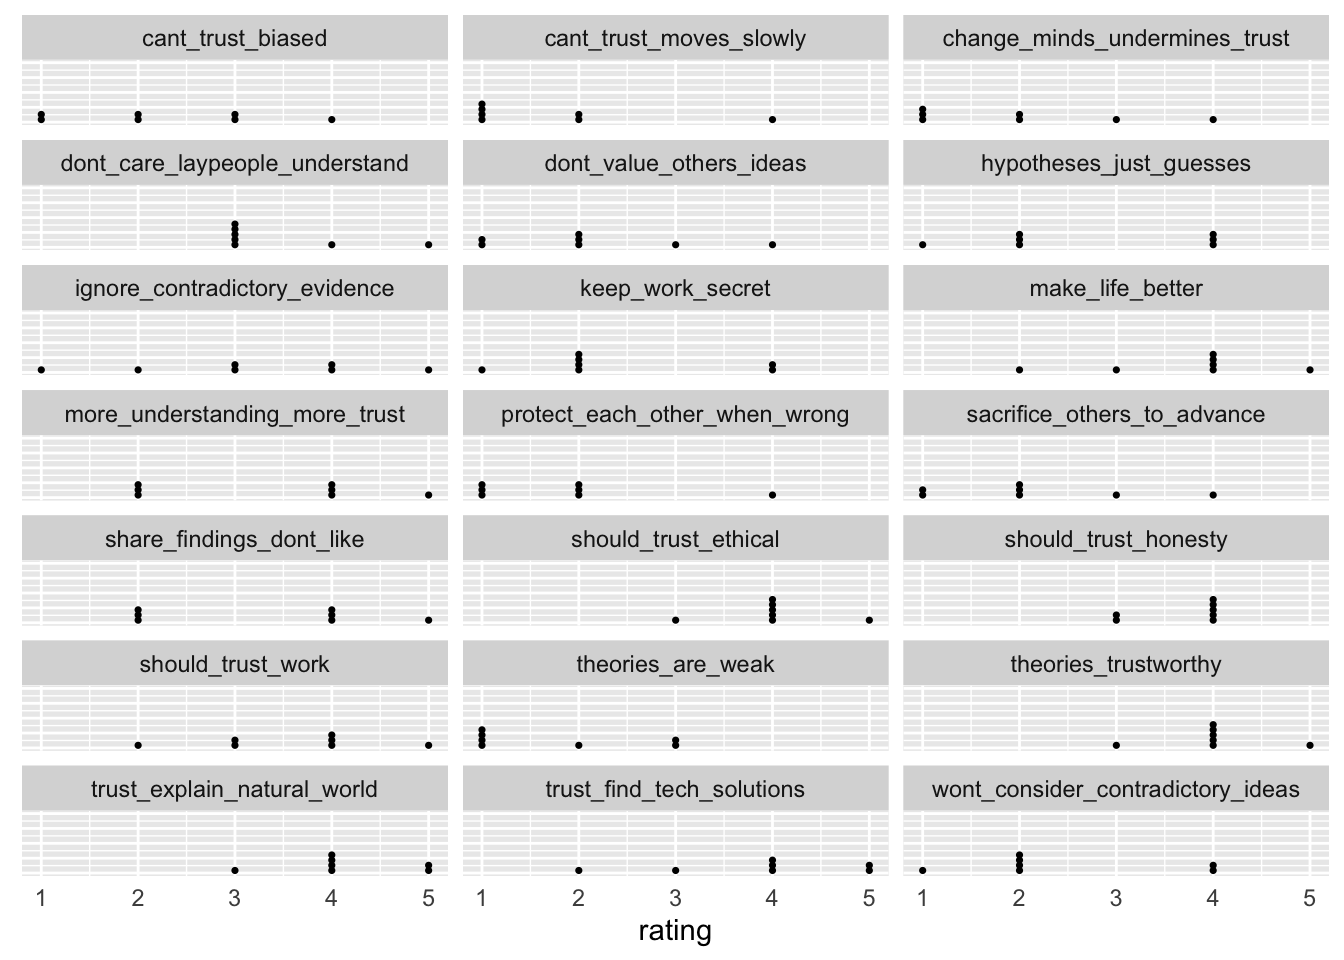 cant_trust_biased
cant_trust_moves_slowly
change_minds_undermines_trust
dont_care_laypeople_understand
dont_value_others_ideas
hypotheses_just_guesses
ignore_contradictory_evidence
keep_work_secret
make_life_better
more_understanding_more_trust
protect_each_other_when_wrong
sacrifice_others_to_advance
share_findings_dont_like
should_trust_ethical
should_trust_honesty
should_trust_work
theories_are_weak
theories_trustworthy
trust_explain_natural_world
trust_find_tech_solutions
wont_consider_contradictory_ideas
1 2 3 4 5
1 2 3 4 5
1 2 3 4 5
rating